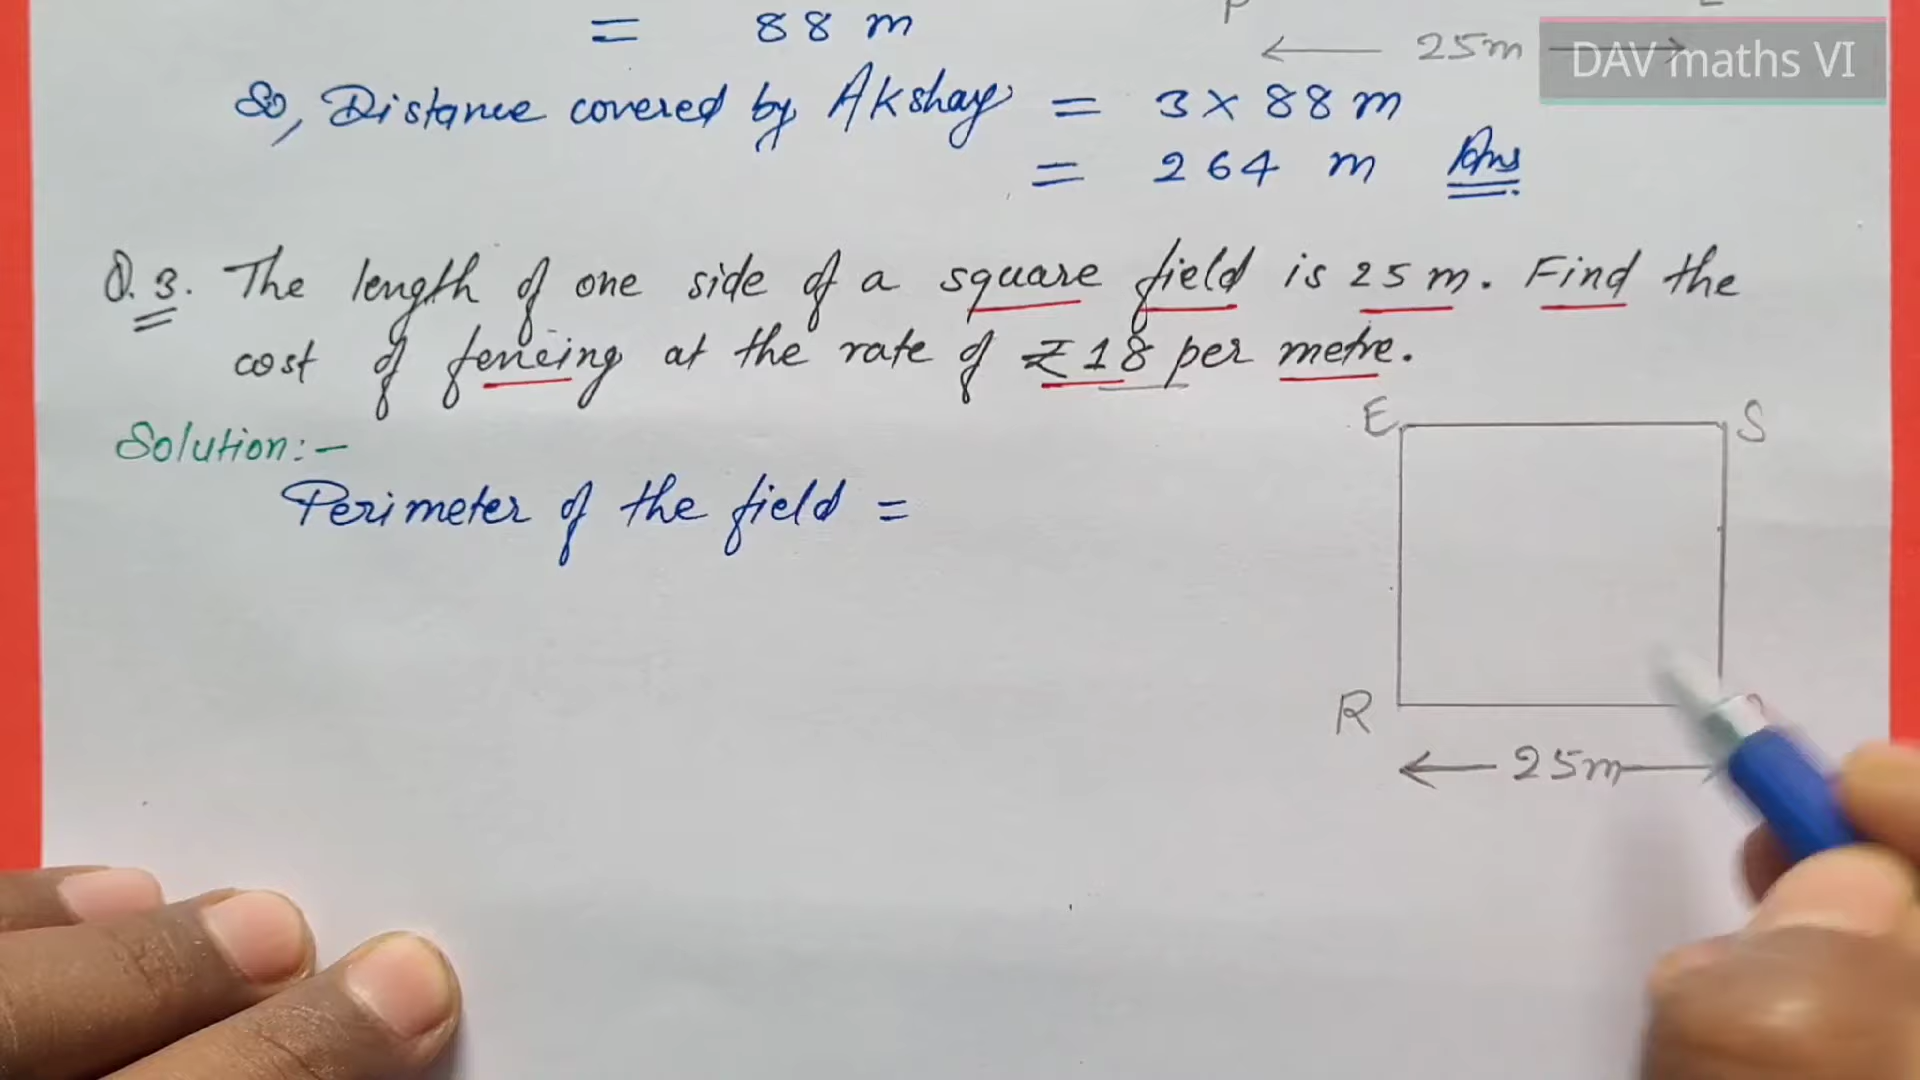 = 88 m
P
← 25m →
DAV maths VI
So, Distance covered by Akshay = 3 × 88 m
= 264 m Ans
Q.3. The length of one side of a square field is 25 m. Find the
cost of fencing at the rate of ₹18 per metre.
Solution:-
E S
Perimeter of the field =
R
← 25m →